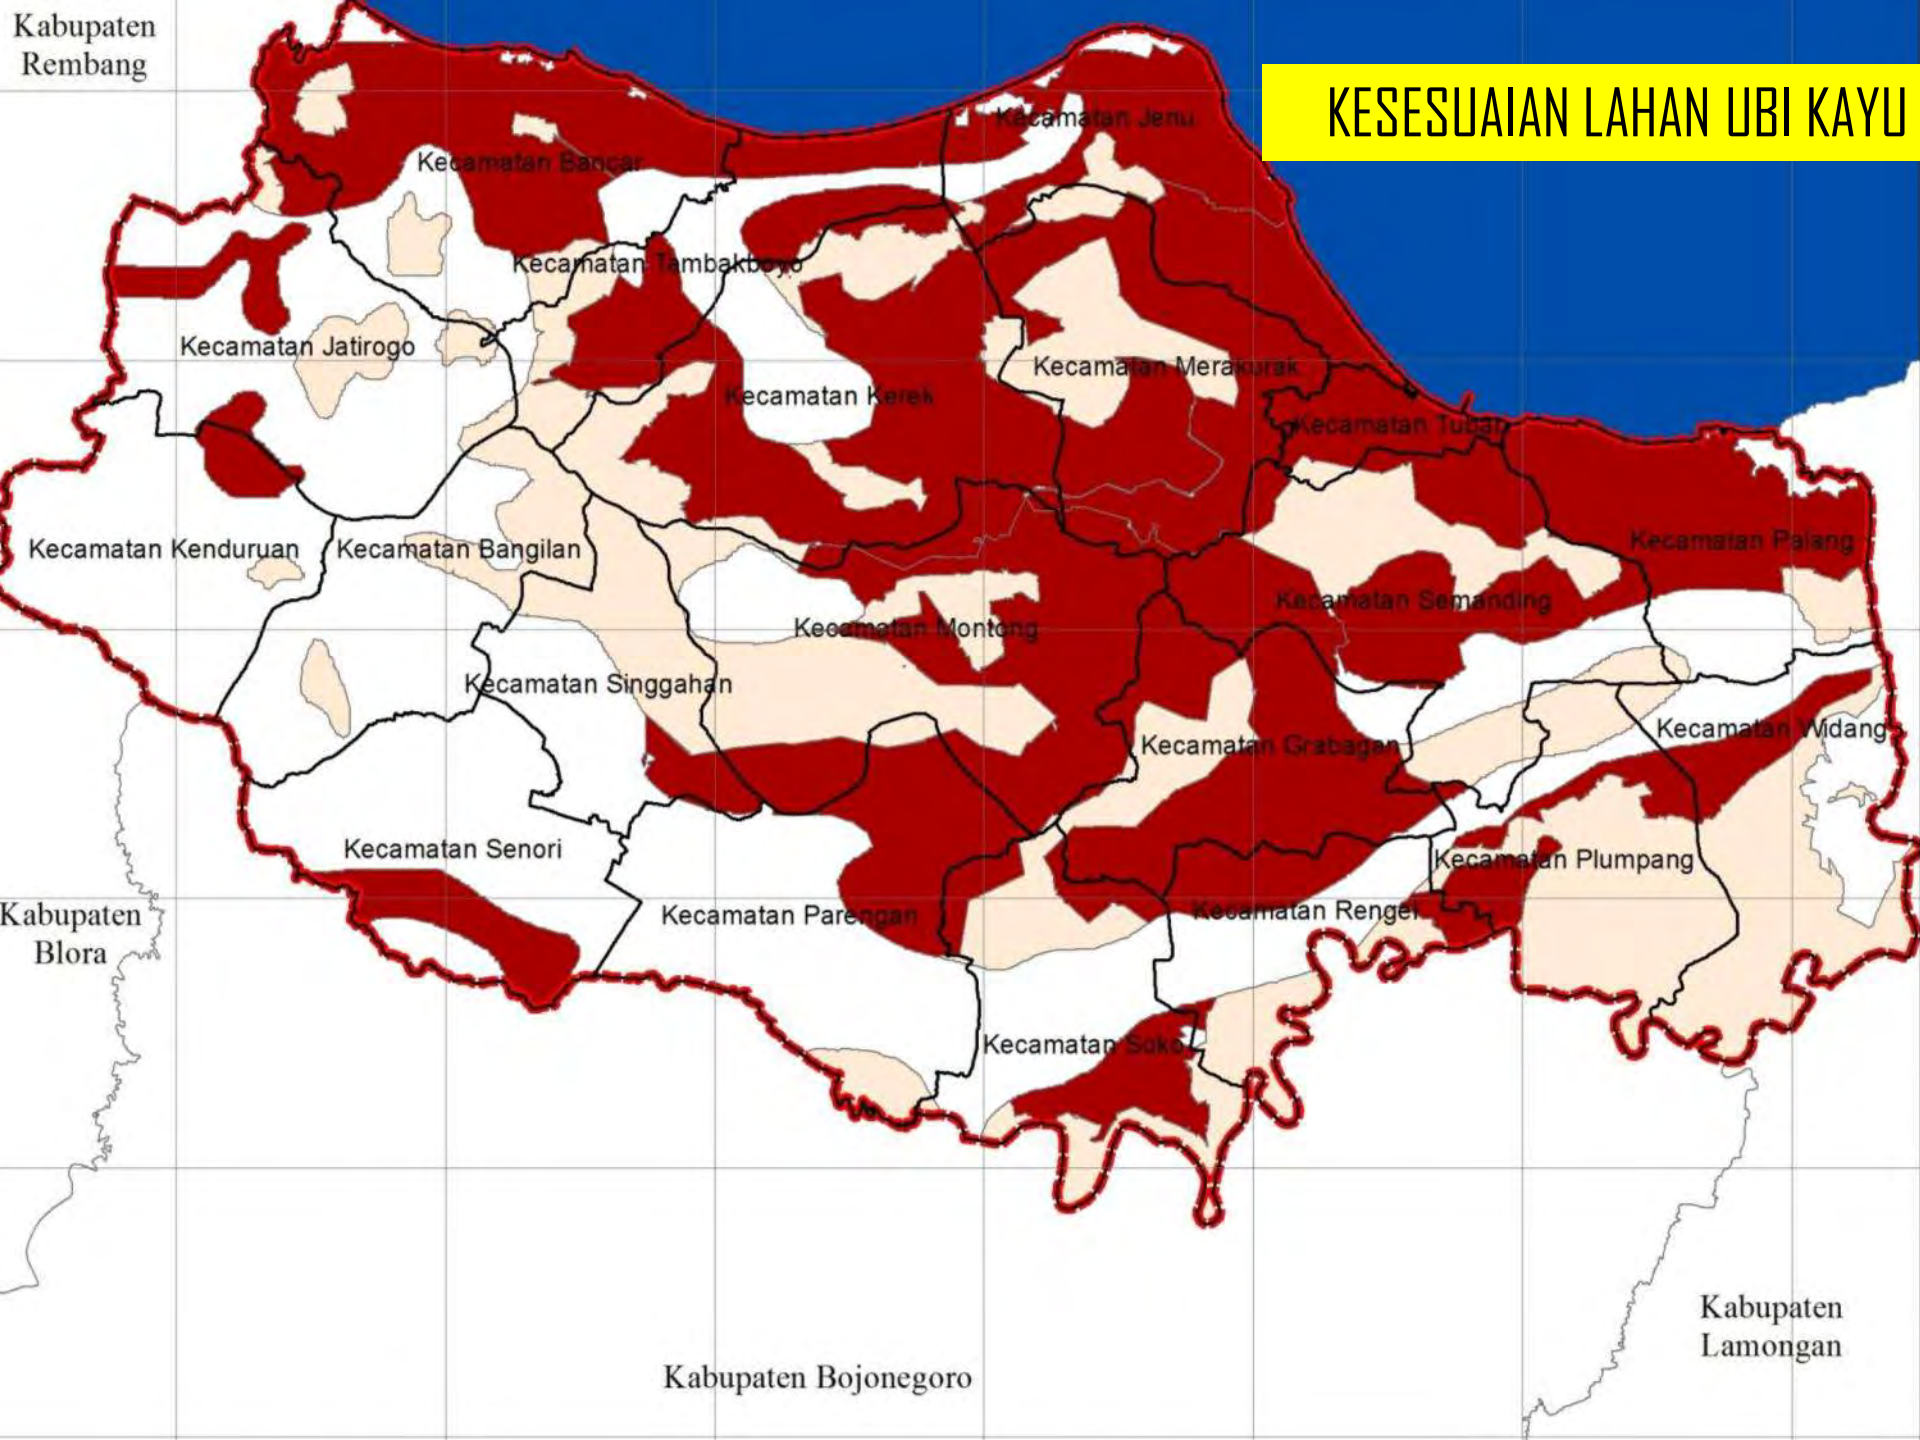 Kabupaten
Rembang
KESESUAIAN LAHAN UBI KAYU
Kecamatan Jenu
Kecamatan Bancar
Kecamatan Tambakboyo
Kecamatan Jatirogo
Kecamatan Merakurak
Kecamatan Kerek
Kecamatan Tuban
Kecamatan Kenduruan
Kecamatan Bangilan
Kecamatan Palang
Kecamatan Semanding
Kecamatan Montong
Kecamatan Singgahan
Kecamatan Widang
Kecamatan Grabagan
Kecamatan Senori
Kecamatan Plumpang
Kecamatan Parengan
Kecamatan Rengel
Kabupaten
Blora
Kecamatan Soko
Kabupaten
Lamongan
Kabupaten Bojonegoro